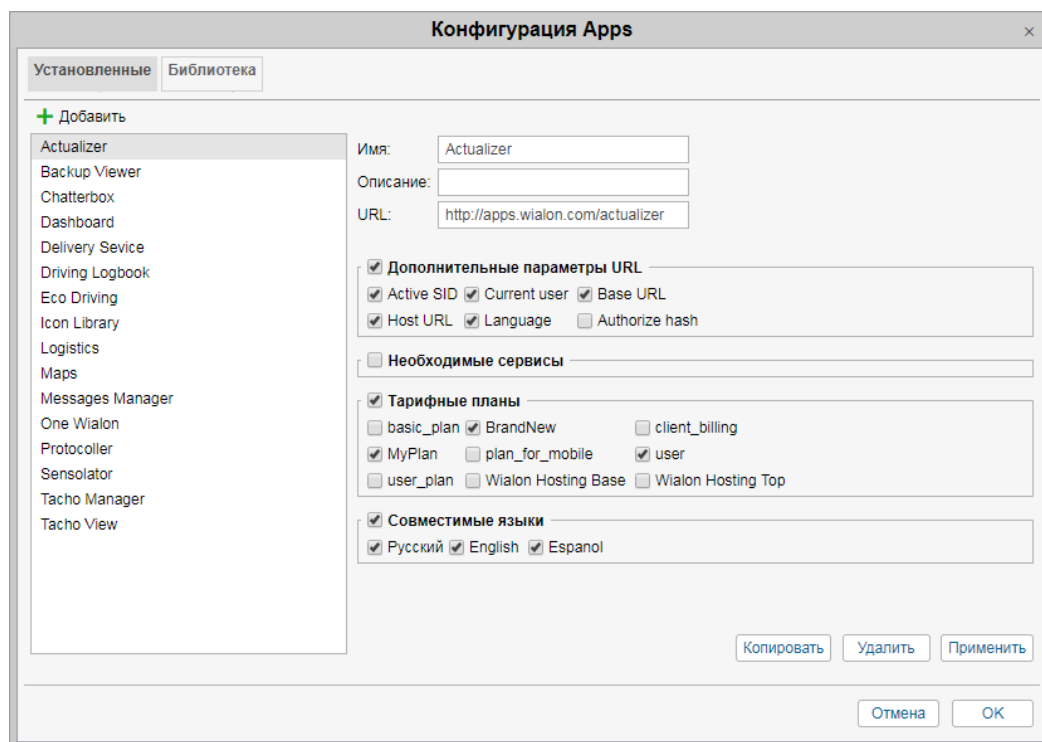 Конфигурация Apps
×
Установленные Библиотека
Добавить
Actualizer
Backup Viewer
Chatterbox
Dashboard
Delivery Sevice
Driving Logbook
Eco Driving
Icon Library
Logistics
Maps
Messages Manager
One Wialon
Protocoller
Sensolator
Tacho Manager
Tacho View
Имя: Actualizer
Описание:
URL: http://apps.wialon.com/actualizer
Дополнительные параметры URL
Active SID Current user Base URL
Host URL Language Authorize hash
Необходимые сервисы
Тарифные планы
basic_plan BrandNew client_billing
MyPlan plan_for_mobile user
user_plan Wialon Hosting Base Wialon Hosting Top
Совместимые языки
Русский English Espanol
Копировать Удалить Применить
Отмена OK